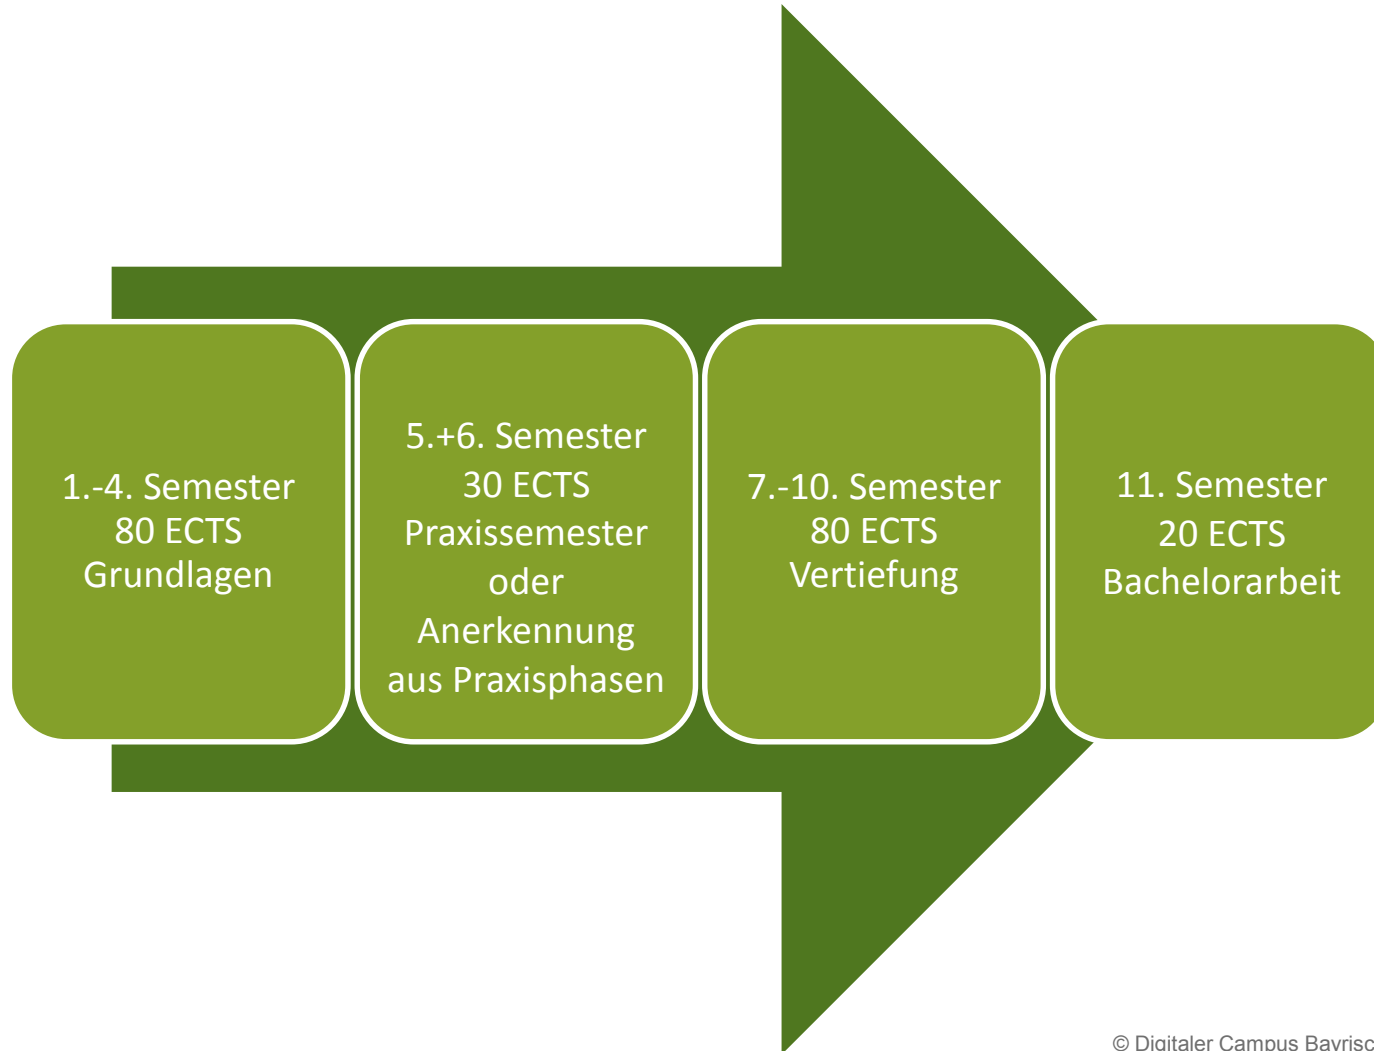 1.-4. Semester
80 ECTS
Grundlagen
5.+6. Semester
30 ECTS
Praxissemester
oder
Anerkennung
aus Praxisphasen
7.-10. Semester
80 ECTS
Vertiefung
11. Semester
20 ECTS
Bachelorarbeit
© Digitaler Campus Bayrisc